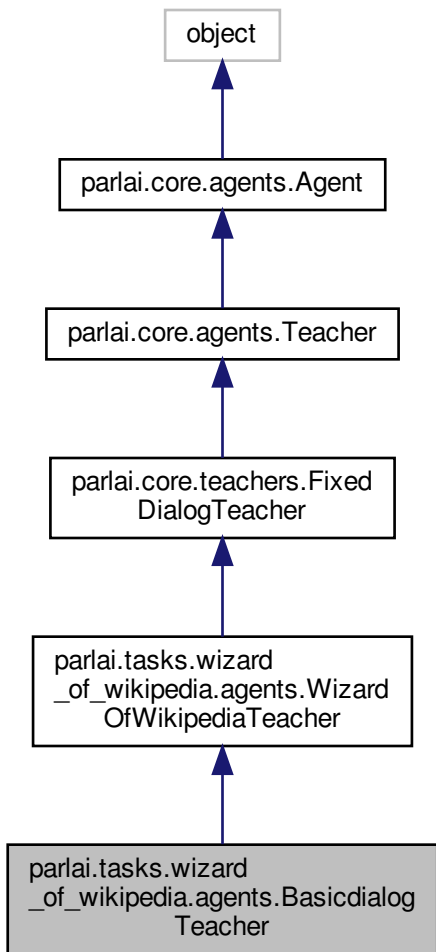 object
parlai.core.agents.Agent
parlai.core.agents.Teacher
parlai.core.teachers.Fixed
DialogTeacher
parlai.tasks.wizard
_of_wikipedia.agents.Wizard
OfWikipediaTeacher
parlai.tasks.wizard
_of_wikipedia.agents.Basicdialog
Teacher